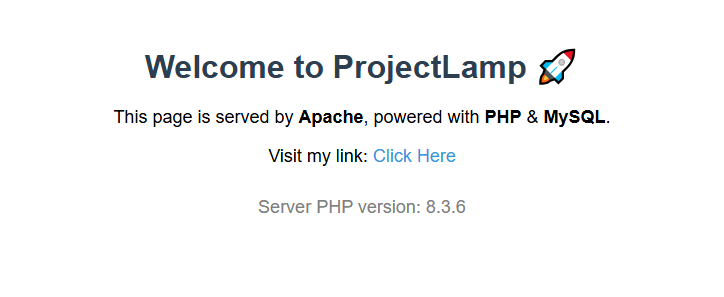 Welcome to ProjectLamp 🚀
This page is served by Apache, powered with PHP & MySQL.
Visit my link: Click Here
Server PHP version: 8.3.6